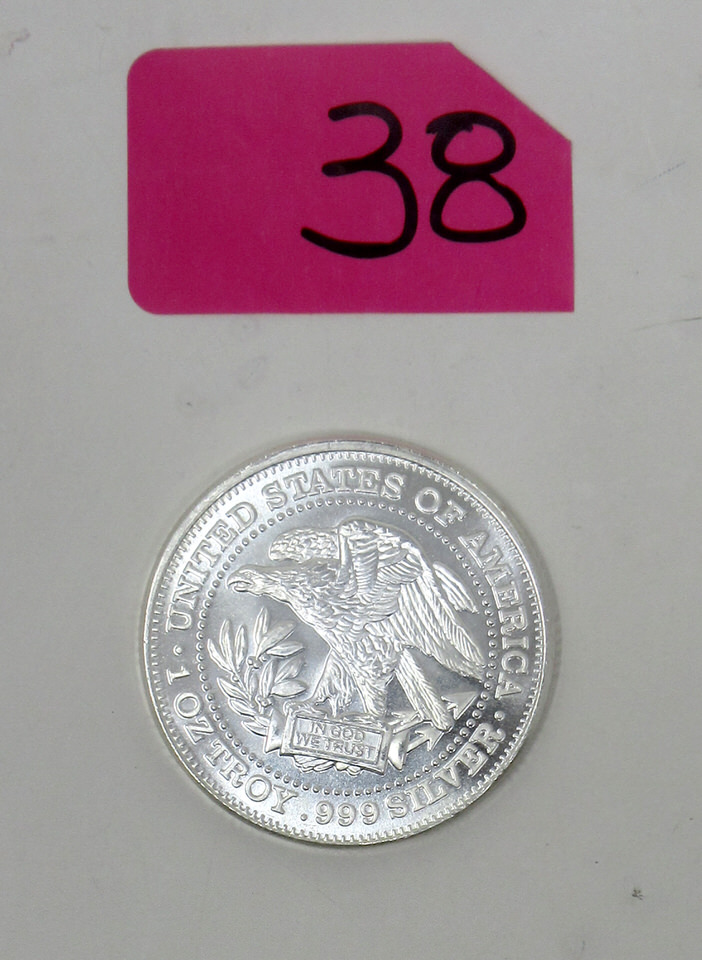 38
· UNITED STATES OF AMERICA ·
1 OZ TROY .999 SILVER
IN GOD
WE TRUST